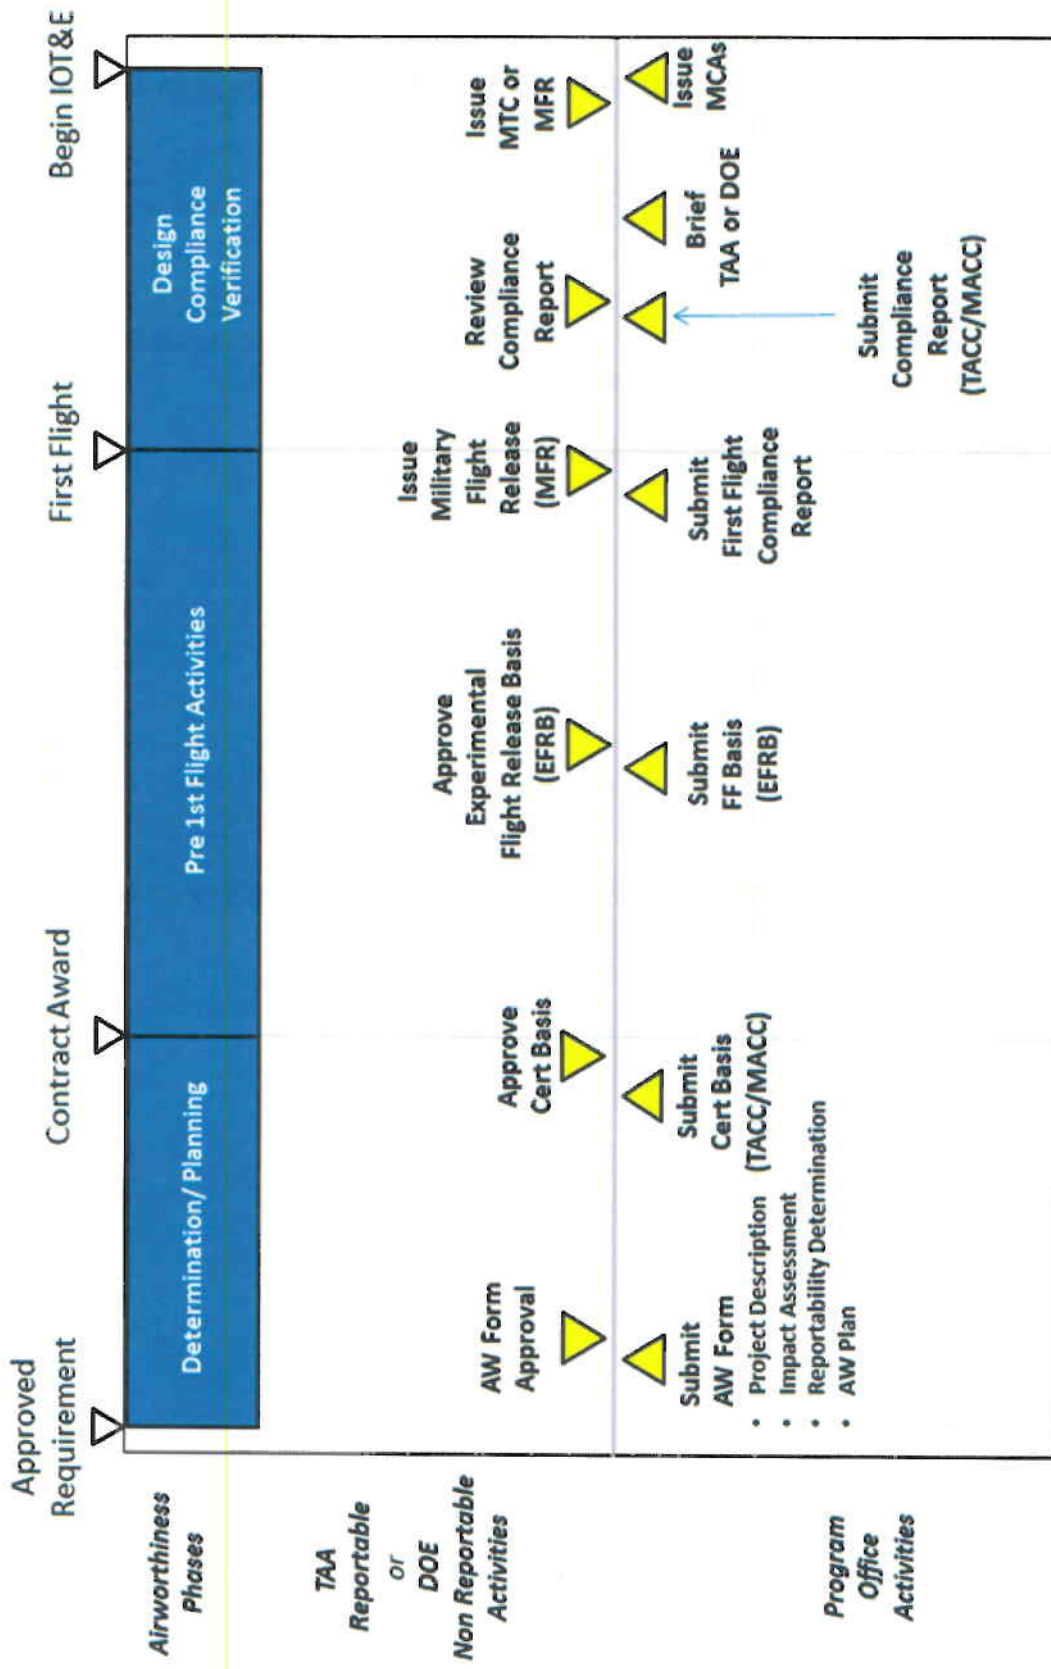 Approved
Requirement
Contract Award
First Flight
Begin IOT&E
Airworthiness
Phases
Determination/ Planning
Pre 1st Flight Activities
Design
Compliance
Verification
TAA
Reportable
or
DOE
Non Reportable
Activities
AW Form
Approval
Approve
Cert Basis
Approve
Experimental
Flight Release Basis
(EFRB)
Issue
Military
Flight
Release
(MFR)
Review
Compliance
Report
Issue
MTC or
MFR
Program
Office
Activities
Submit
AW Form
• Project Description
• Impact Assessment
• Reportability Determination
• AW Plan
Submit
Cert Basis
(TACC/MACC)
Submit
FF Basis
(EFRB)
Submit
First Flight
Compliance
Report
Submit
Compliance
Report
(TACC/MACC)
Brief
TAA or DOE
Issue
MCAs